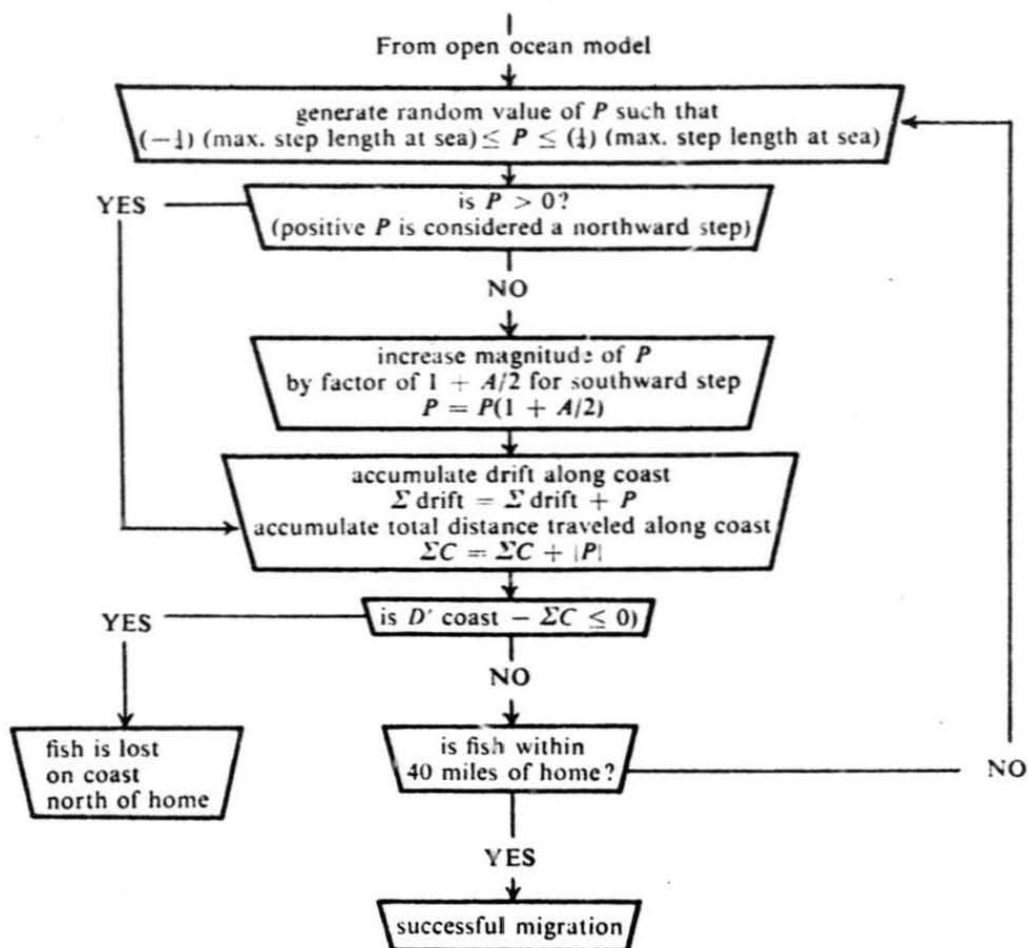 From open ocean model
generate random value of P such that
(−¼) (max. step length at sea) ≤ P ≤ (¼) (max. step length at sea)
YES
is P > 0?
(positive P is considered a northward step)
NO
increase magnitude of P
by factor of 1 + A/2 for southward step
P = P(1 + A/2)
accumulate drift along coast
Σ drift = Σ drift + P
accumulate total distance traveled along coast
ΣC = ΣC + |P|
YES
is D' coast − ΣC ≤ 0)
NO
fish is lost
on coast
north of home
is fish within
40 miles of home?
NO
YES
successful migration